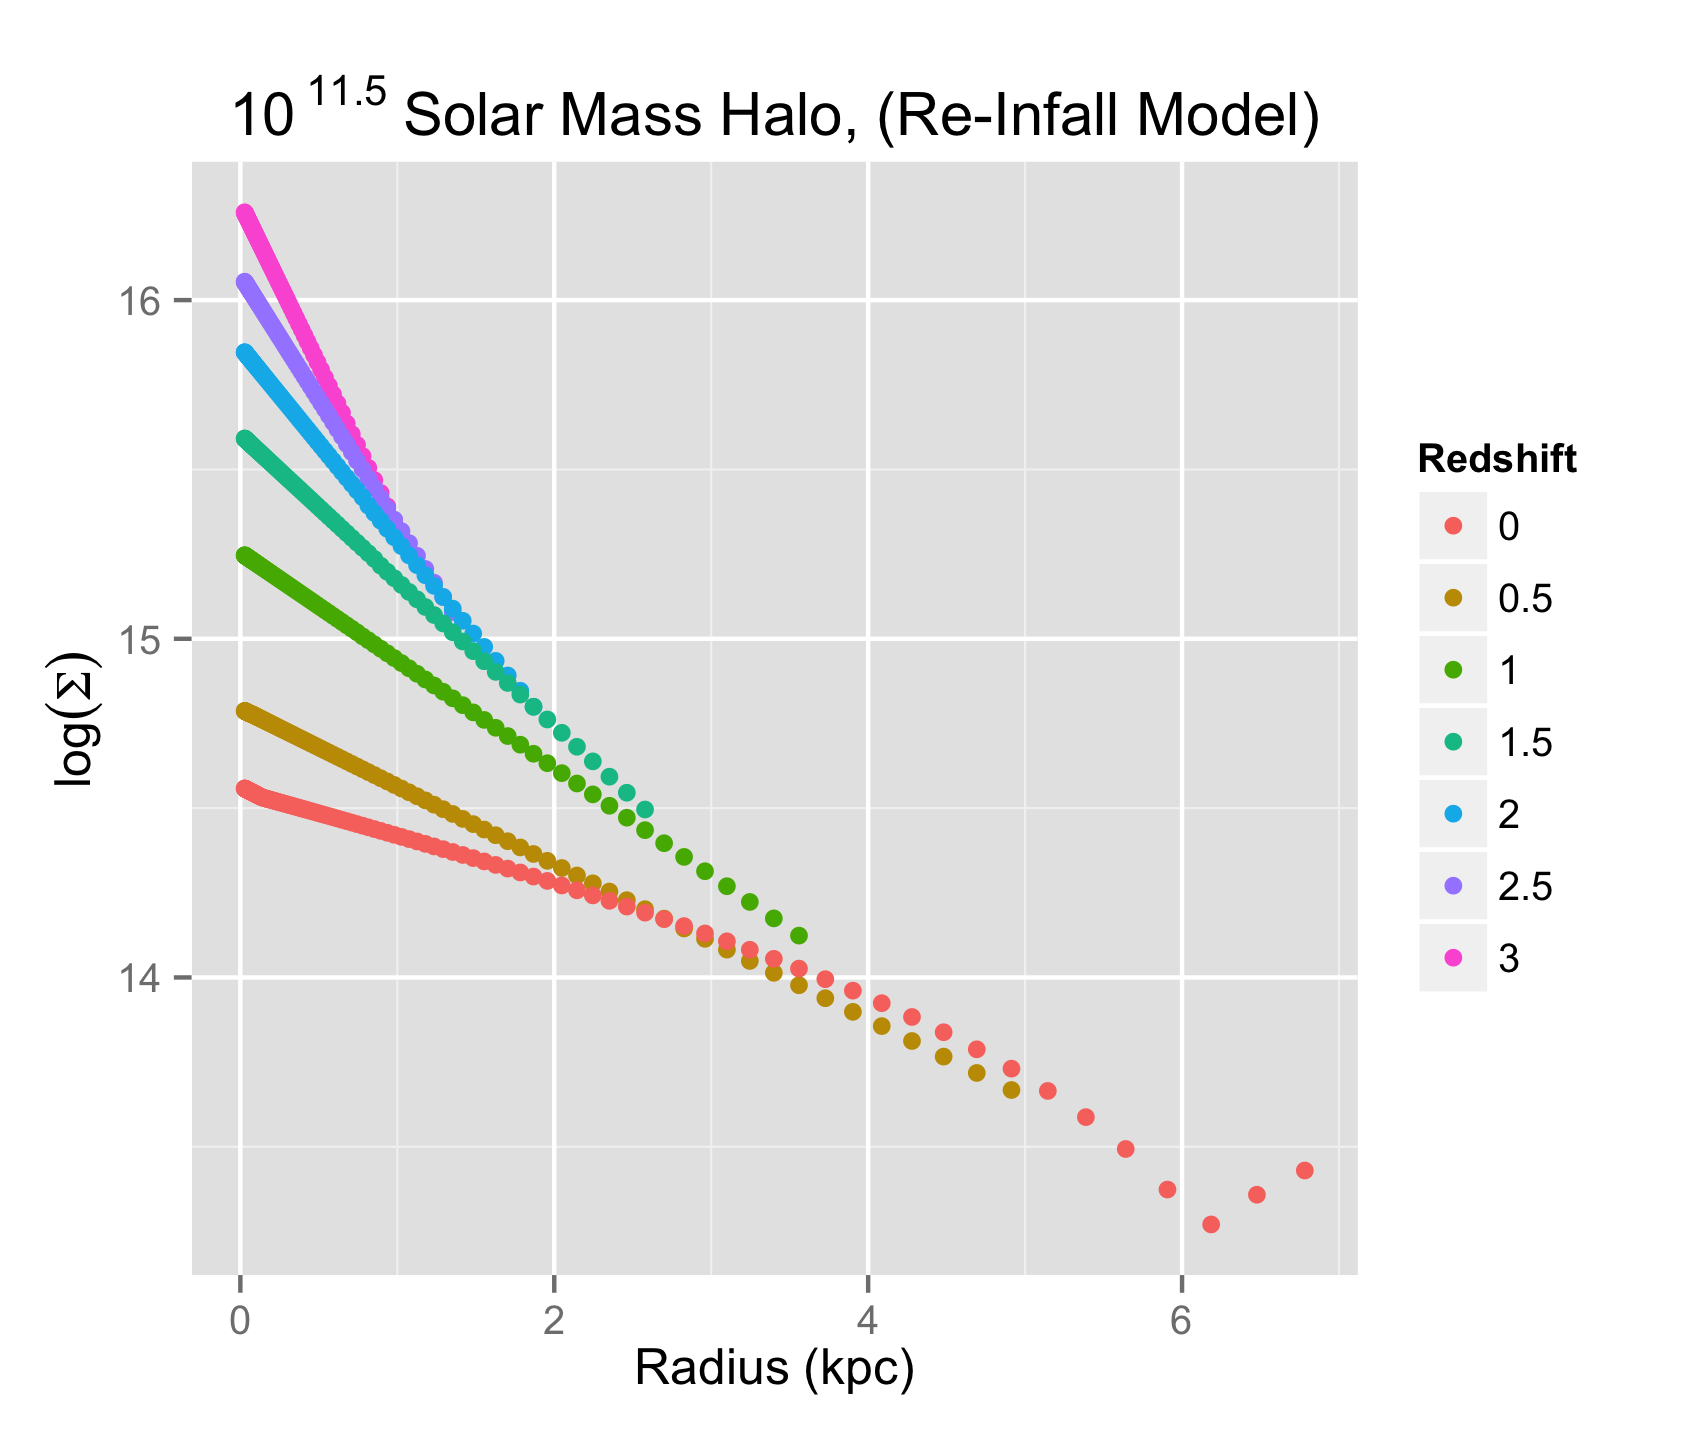 10 11.5 Solar Mass Halo, (Re-Infall Model)
log(Σ)
16
15
14
0 2 4 6
Radius (kpc)
Redshift
0
0.5
1
1.5
2
2.5
3